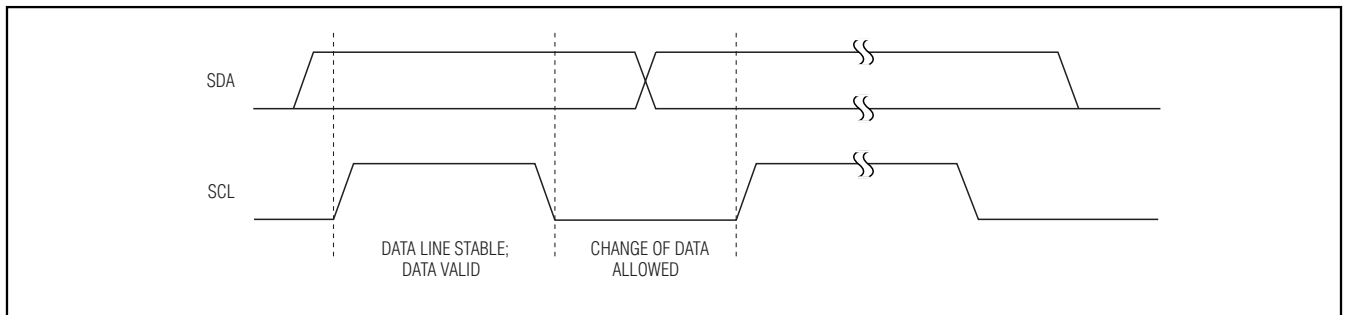 SDA
SCL
DATA LINE STABLE;
DATA VALID
CHANGE OF DATA
ALLOWED